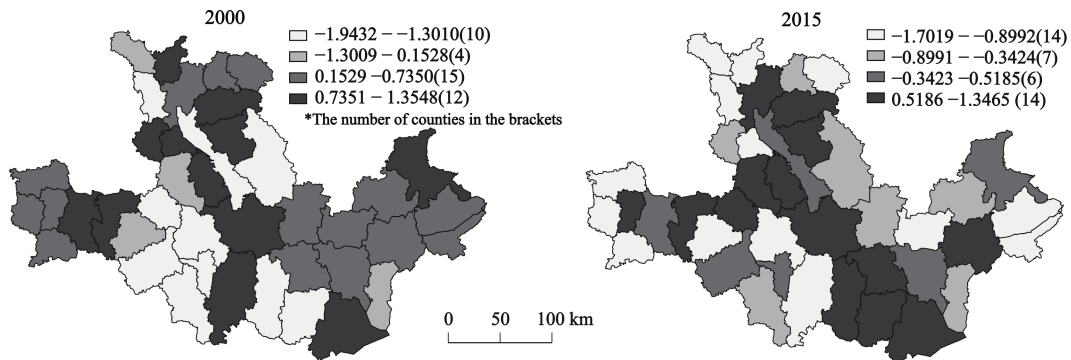 2000
−1.9432 − −1.3010(10)
−1.3009 − 0.1528(4)
0.1529 −0.7350(15)
0.7351 − 1.3548(12)
*The number of counties in the brackets
2015
−1.7019 − −0.8992(14)
−0.8991 −−0.3424(7)
−0.3423 −0.5185(6)
0.5186 −1.3465 (14)
0 50 100 km